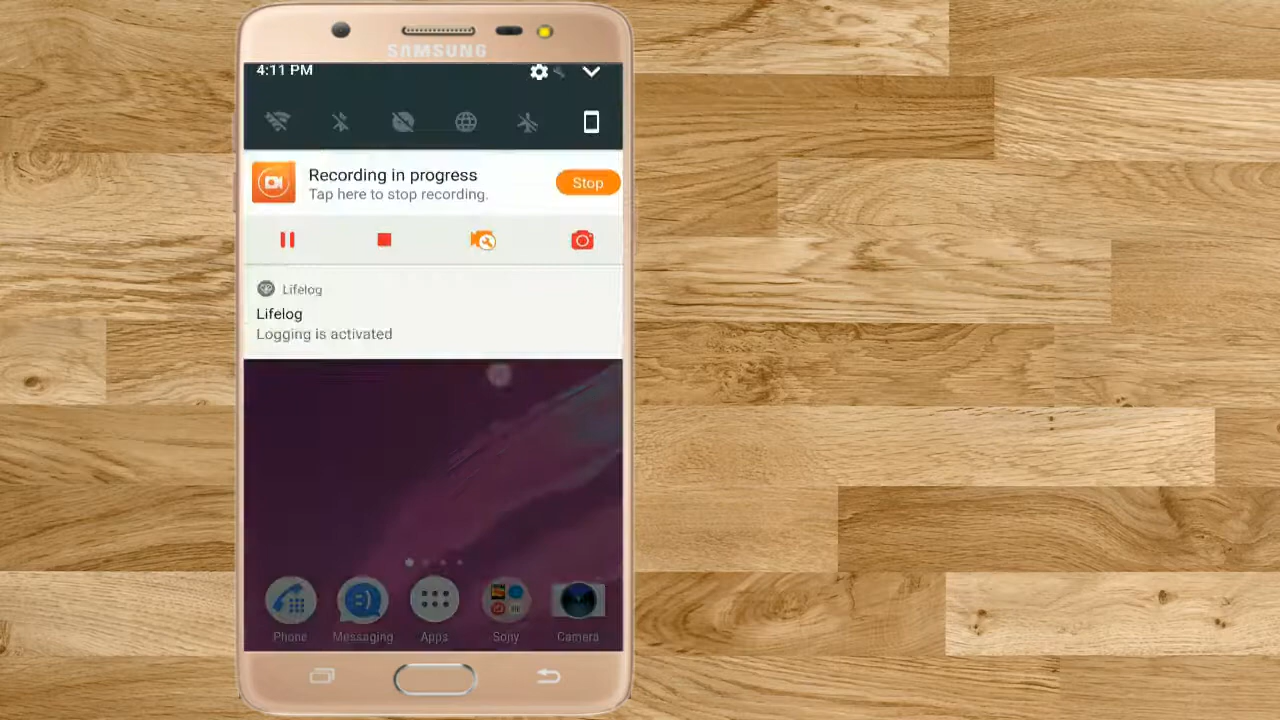 SAMSUNG
4:11 PM
Recording in progress
Tap here to stop recording.
Stop
Lifelog
Lifelog
Logging is activated
Phone
Messaging
Apps
Sony
Camera